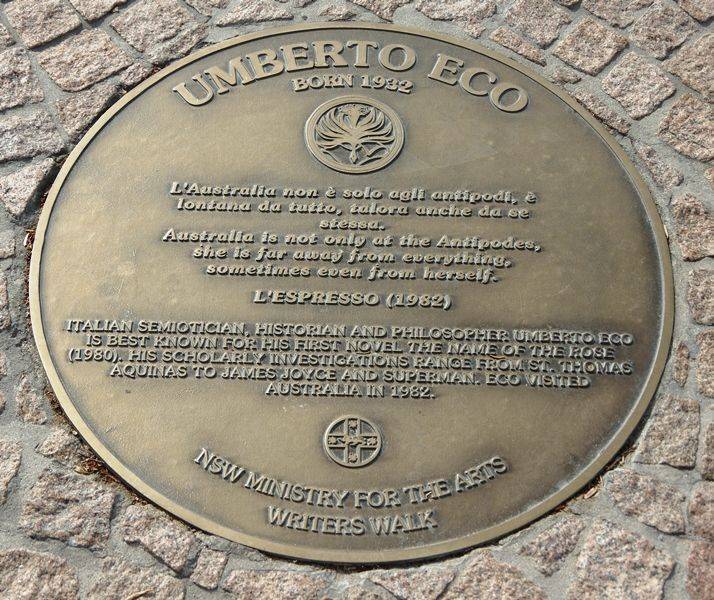 UMBERTO ECO
BORN 1932
L'Australia non è solo agli antipodi, è
lontana da tutto, talora anche da se
stessa.
Australia is not only at the Antipodes,
she is far away from everything,
sometimes even from herself.
L'ESPRESSO (1982)
ITALIAN SEMIOTICIAN, HISTORIAN AND PHILOSOPHER UMBERTO ECO
IS BEST KNOWN FOR HIS FIRST NOVEL THE NAME OF THE ROSE
(1980). HIS SCHOLARLY INVESTIGATIONS RANGE FROM ST. THOMAS
AQUINAS TO JAMES JOYCE AND SUPERMAN. ECO VISITED
AUSTRALIA IN 1982.
NSW MINISTRY FOR THE ARTS
WRITERS WALK